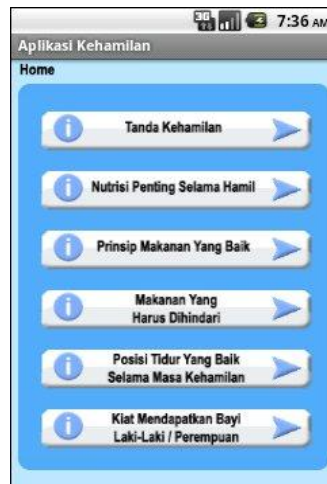 3G
7:36 AM
Aplikasi Kehamilan
Home
Tanda Kehamilan
Nutrisi Penting Selama Hamil
Prinsip Makanan Yang Baik
Makanan Yang
Harus Dihindari
Posisi Tidur Yang Baik
Selama Masa Kehamilan
Kiat Mendapatkan Bayi
Laki-Laki / Perempuan